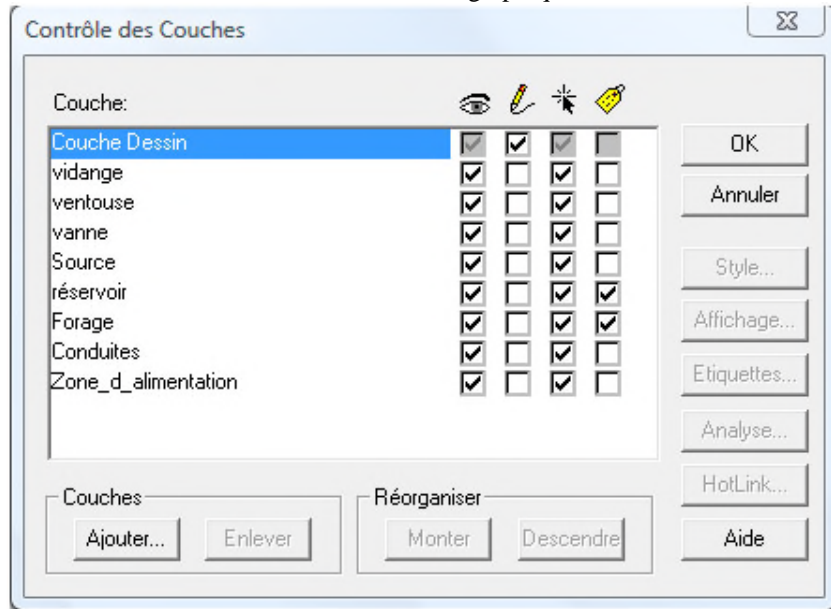 Contrôle des Couches
Couche:
Couche Dessin
vidange
ventouse
vanne
Source
réservoir
Forage
Conduites
Zone_d_alimentation
OK
Annuler
Style...
Affichage...
Etiquettes...
Analyse...
HotLink...
Aide
Couches
Ajouter...
Enlever
Réorganiser
Monter
Descendre